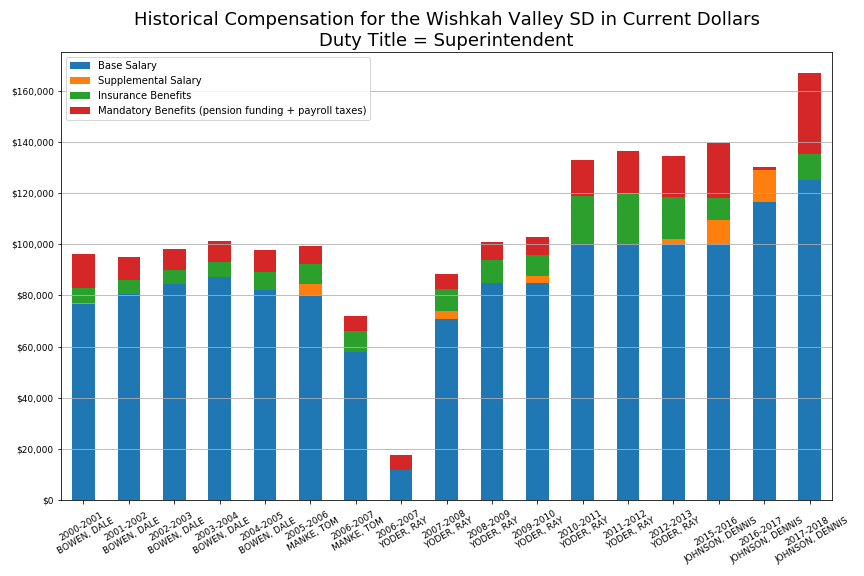 Historical Compensation for the Wishkah Valley SD in Current Dollars
Duty Title = Superintendent
Base Salary
Supplemental Salary
Insurance Benefits
Mandatory Benefits (pension funding + payroll taxes)
$160,000
$140,000
$120,000
$100,000
$80,000
$60,000
$40,000
$20,000
$0
2000-2001
BOWEN, DALE
2001-2002
BOWEN, DALE
2002-2003
BOWEN, DALE
2003-2004
BOWEN, DALE
2004-2005
BOWEN, DALE
2005-2006
MANKE, TOM
2006-2007
MANKE, TOM
2006-2007
YODER, RAY
2007-2008
YODER, RAY
2008-2009
YODER, RAY
2009-2010
YODER, RAY
2010-2011
YODER, RAY
2011-2012
YODER, RAY
2012-2013
YODER, RAY
2015-2016
JOHNSON, DENNIS
2016-2017
JOHNSON, DENNIS
2017-2018
JOHNSON, DENNIS